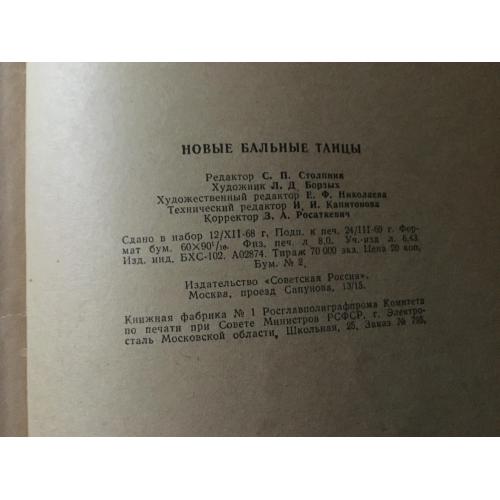 НОВЫЕ БАЛЬНЫЕ ТАНЦЫ
Редактор С. П. Столпник
Художник Л. Д. Борзых
Художественный редактор Е. Ф. Николаева
Технический редактор И. И. Капитонова
Корректор З. А. Росаткевич
Сдано в набор 12/XII-68 г. Подп. к печ. 24/III-69 г. Фор-
мат бум. 60×90¹/₁₆. Физ. печ. л 8,0. Уч.-изд л. 6,43.
Изд. инд. БХС-102. А02874. Тираж 70 000 экз. Цена 20 коп.
Бум. № 2.
Издательство «Советская Россия».
Москва, проезд Сапунова, 13/15.
Книжная фабрика № 1 Росглавполиграфпрома Комитета
по печати при Совете Министров РСФСР, г. Электро-
сталь Московской области, Школьная, 25. Заказ № 795.